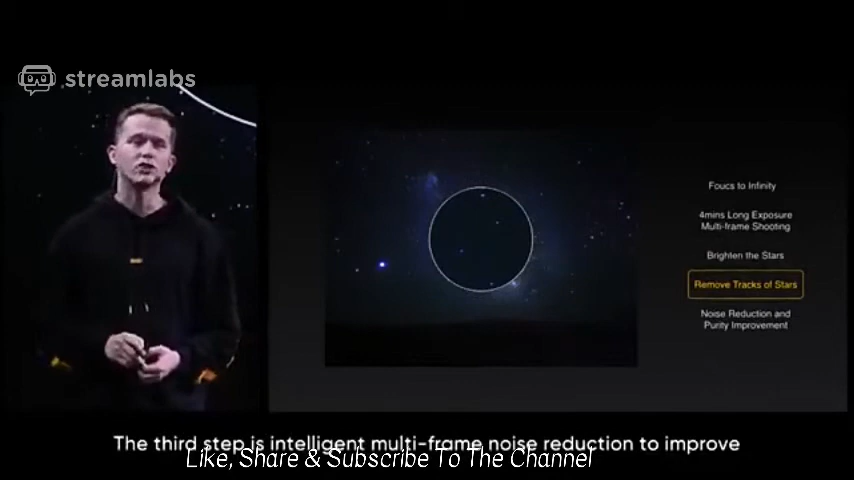 streamlabs
Foucs to Infinity
4mins Long Exposure
Multi-frame Shooting
Brighten the Stars
Remove Tracks of Stars
Noise Reduction and
Purity Improvement
The third step is intelligent multi-frame noise reduction to improve
Like, Share & Subscribe To The Channel